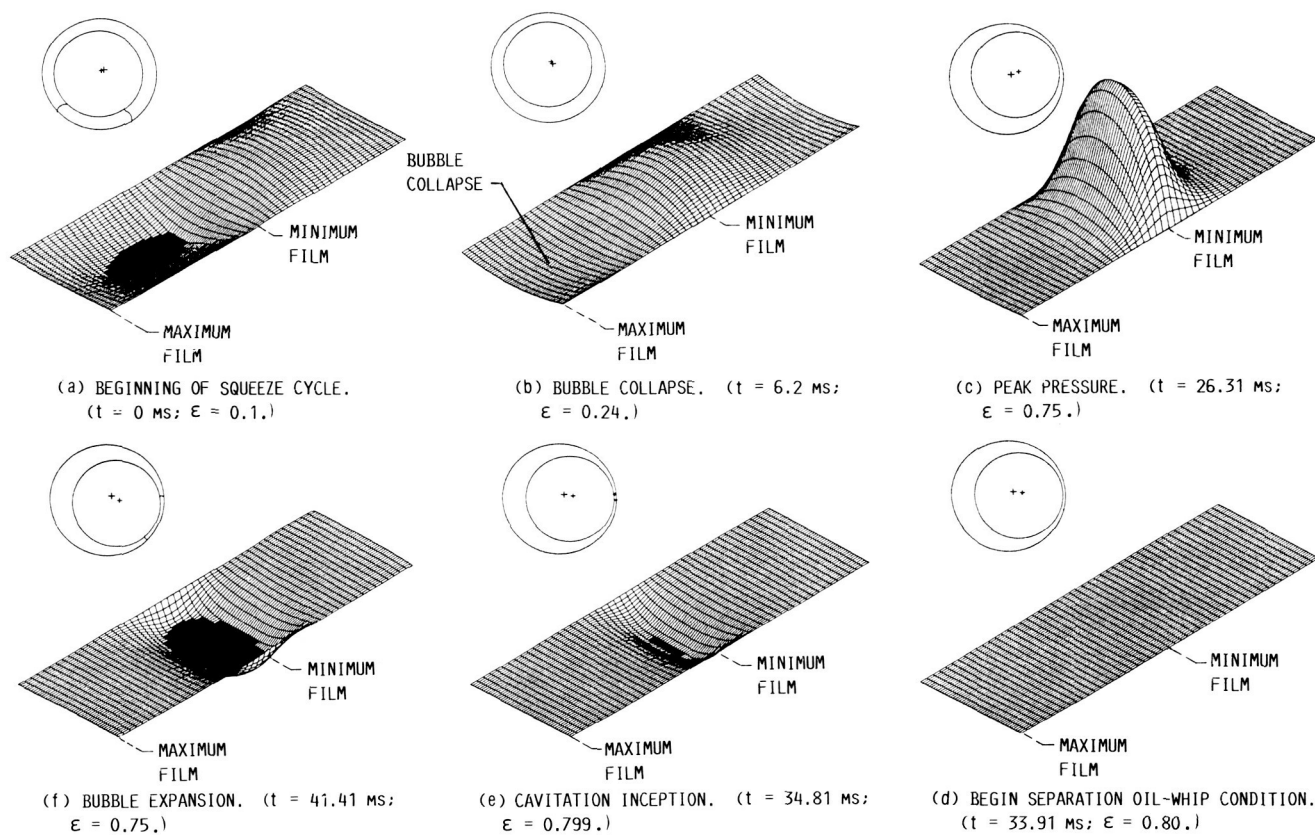 MINIMUM
FILM
MAXIMUM
FILM
(a) BEGINNING OF SQUEEZE CYCLE.
(t = 0 MS; Ɛ = 0.1.)
BUBBLE
COLLAPSE
MINIMUM
FILM
MAXIMUM
FILM
(b) BUBBLE COLLAPSE. (t = 6.2 MS;
Ɛ = 0.24.)
MINIMUM
FILM
MAXIMUM
FILM
(c) PEAK PRESSURE. (t = 26.31 MS;
Ɛ = 0.75.)
MINIMUM
FILM
MAXIMUM
FILM
(f) BUBBLE EXPANSION. (t = 41.41 MS;
Ɛ = 0.75.)
MINIMUM
FILM
MAXIMUM
FILM
(e) CAVITATION INCEPTION. (t = 34.81 MS;
Ɛ = 0.799.)
MINIMUM
FILM
MAXIMUM
FILM
(d) BEGIN SEPARATION OIL-WHIP CONDITION.
(t = 33.91 MS; Ɛ = 0.80.)